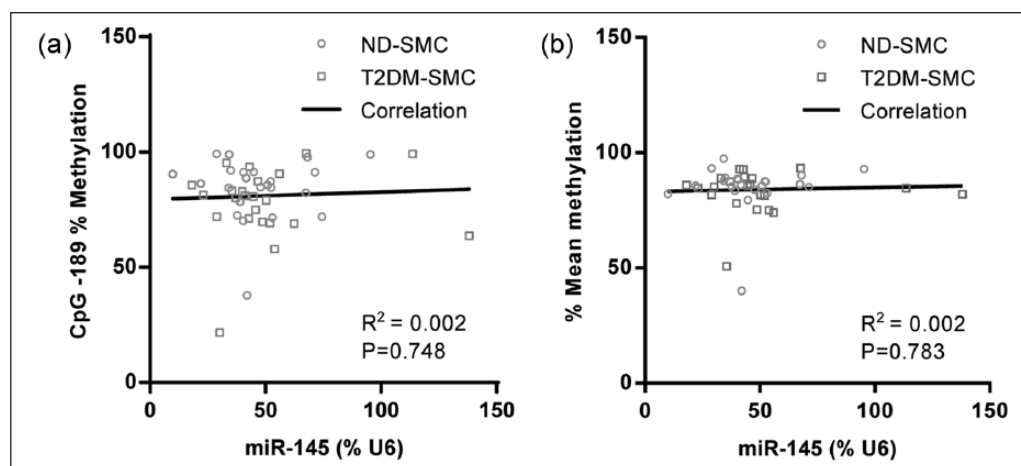 (a)
150
100
50
0
CpG -189 % Methylation
ND-SMC
T2DM-SMC
Correlation
R² = 0.002
P=0.748
0 50 100 150
miR-145 (% U6)
(b)
150
100
50
0
% Mean methylation
ND-SMC
T2DM-SMC
Correlation
R² = 0.002
P=0.783
0 50 100 150
miR-145 (% U6)